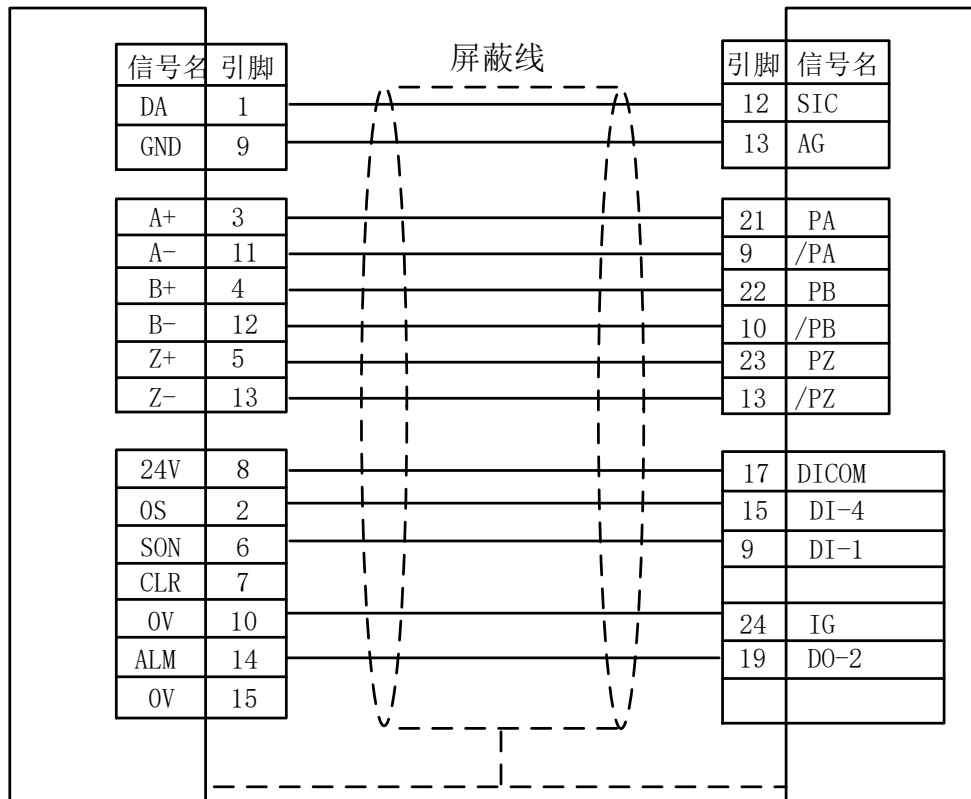 屏蔽线
信号名 引脚 引脚 信号名
DA 1 12 SIC
GND 9 13 AG
A+ 3 21 PA
A- 11 9 /PA
B+ 4 22 PB
B- 12 10 /PB
Z+ 5 23 PZ
Z- 13 13 /PZ
24V 8 17 DICOM
OS 2 15 DI-4
SON 6 9 DI-1
CLR 7
0V 10 24 IG
ALM 14 19 DO-2
0V 15